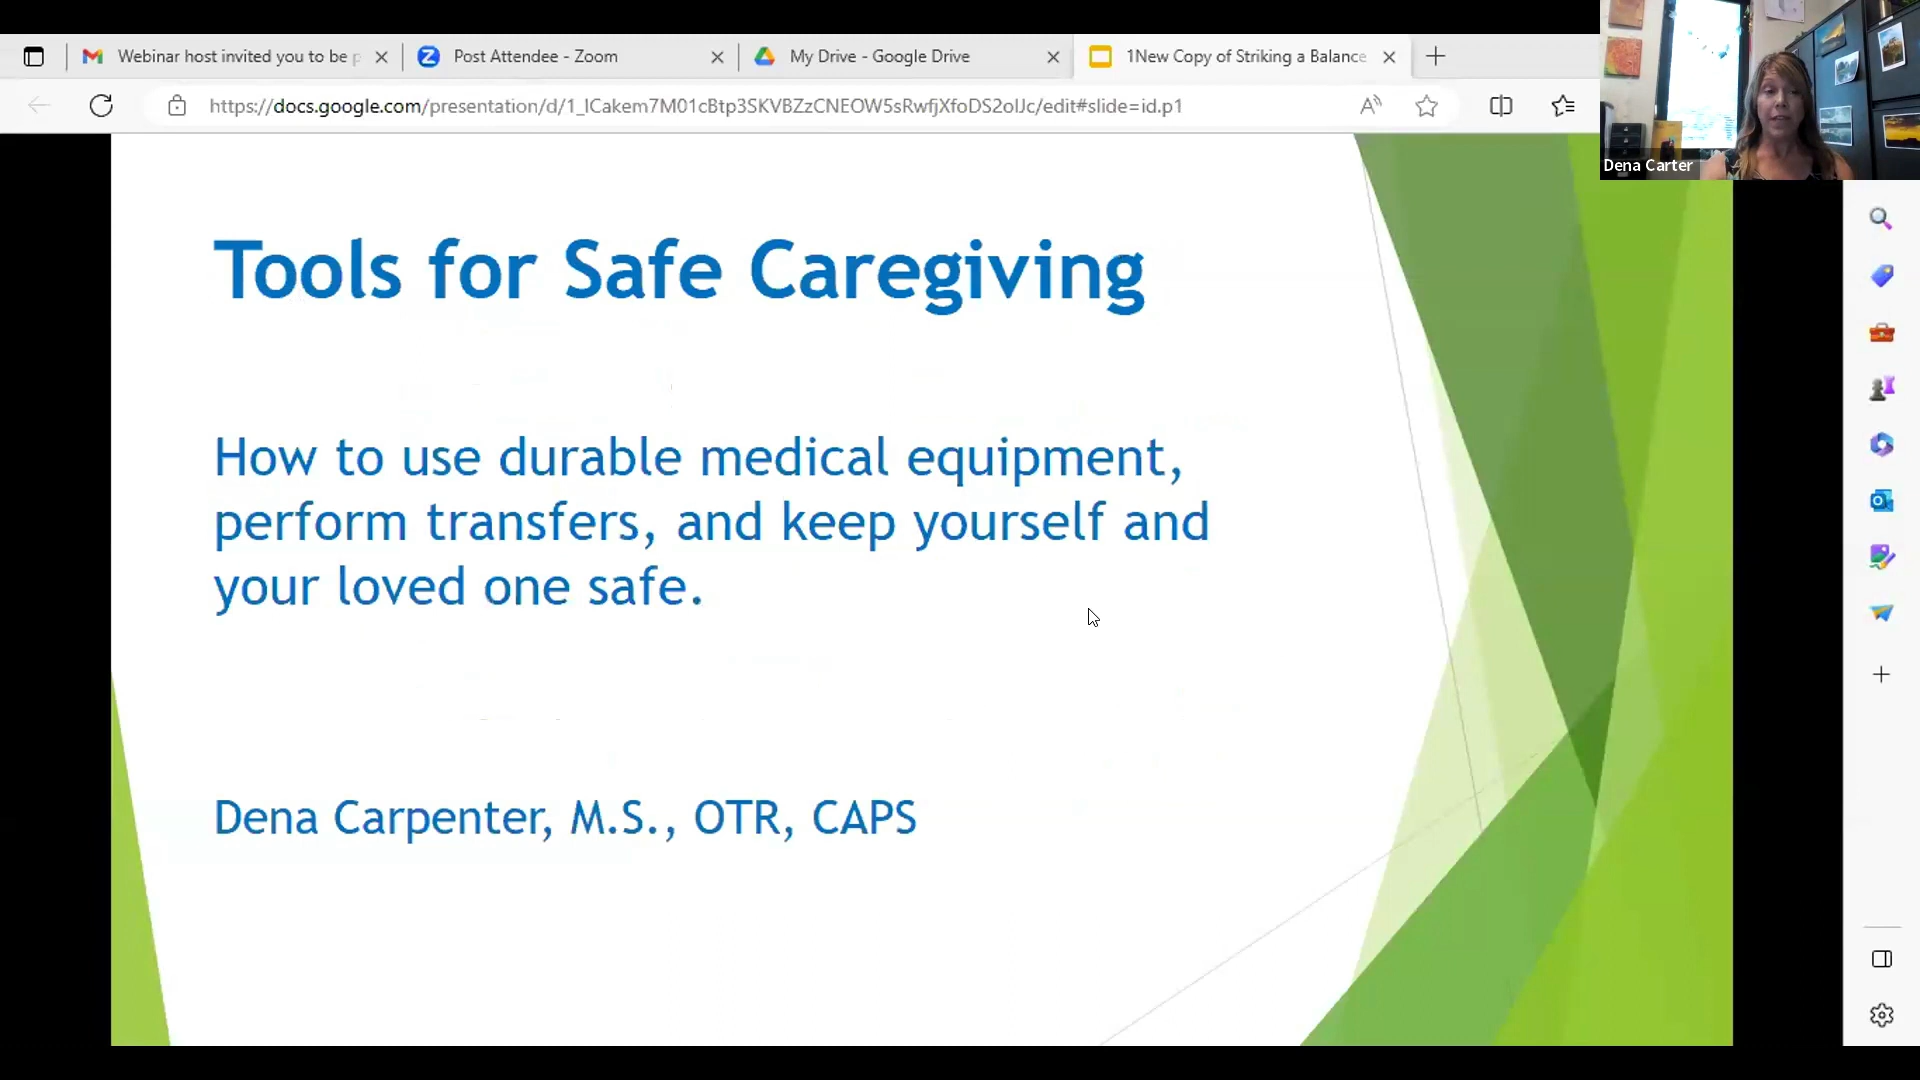 Webinar host invited you to be p
Post Attendee - Zoom
My Drive - Google Drive
1New Copy of Striking a Balance
https://docs.google.com/presentation/d/1_lCakem7M01cBtp3SKVBZzCNEOW5sRwfjXfoDS2oIJc/edit#slide=id.p1
Dena Carter
Tools for Safe Caregiving
How to use durable medical equipment,
perform transfers, and keep yourself and
your loved one safe.
Dena Carpenter, M.S., OTR, CAPS